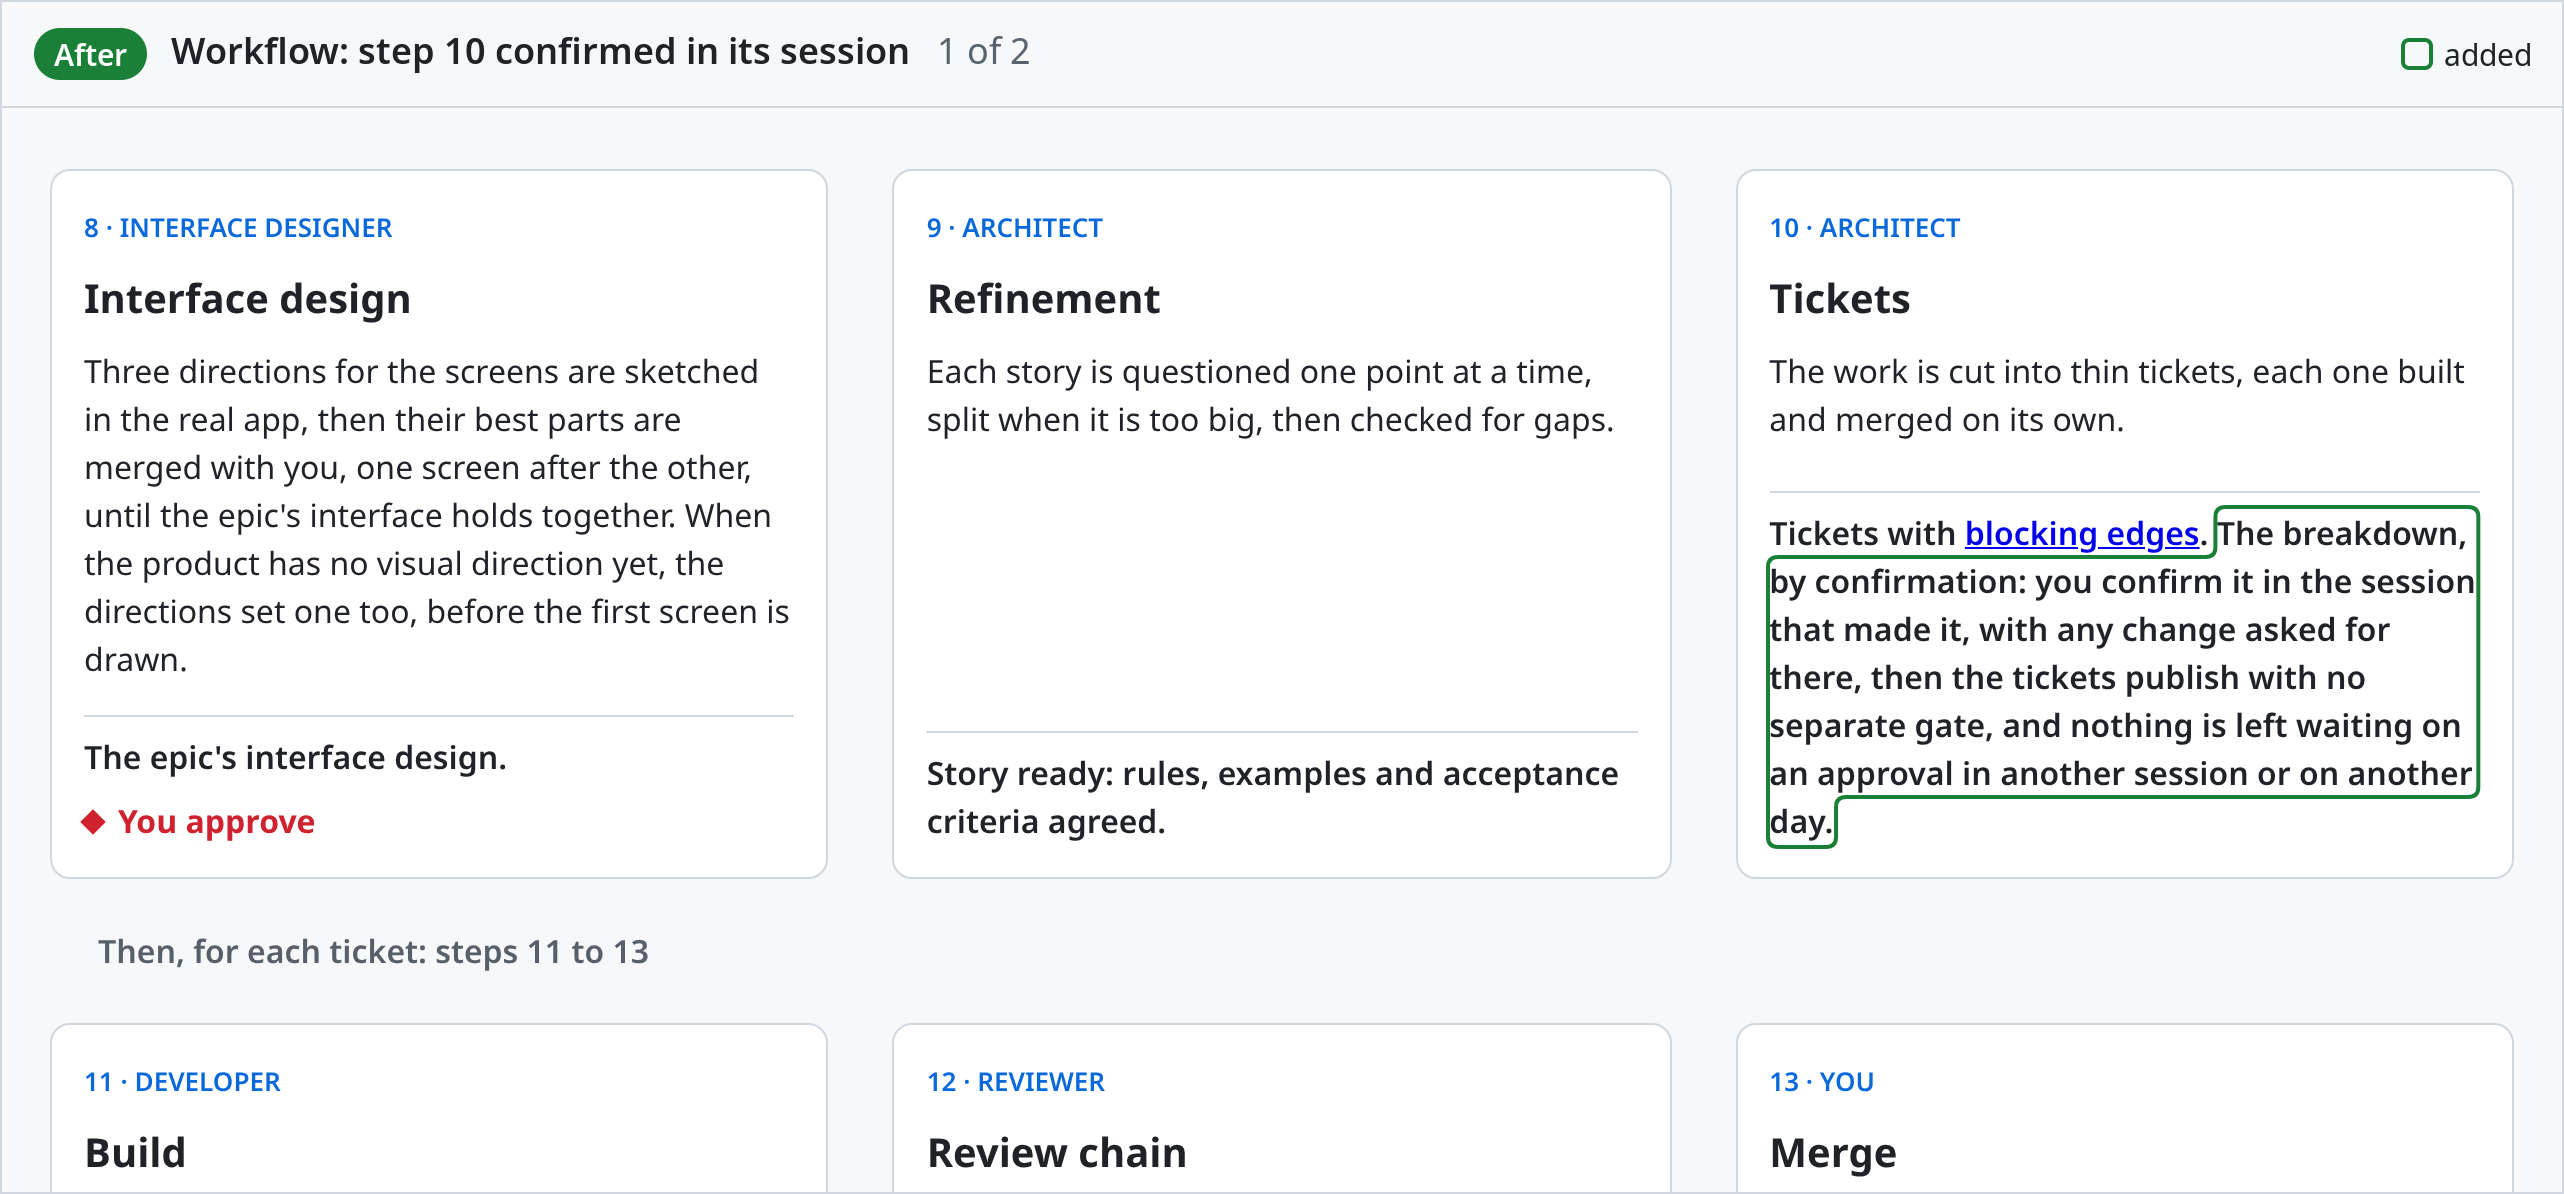 After Workflow: step 10 confirmed in its session 1 of 2
added
8 · INTERFACE DESIGNER
Interface design
Three directions for the screens are sketched
in the real app, then their best parts are
merged with you, one screen after the other,
until the epic's interface holds together. When
the product has no visual direction yet, the
directions set one too, before the first screen is
drawn.
The epic's interface design.
◆ You approve
9 · ARCHITECT
Refinement
Each story is questioned one point at a time,
split when it is too big, then checked for gaps.
Story ready: rules, examples and acceptance
criteria agreed.
10 · ARCHITECT
Tickets
The work is cut into thin tickets, each one built
and merged on its own.
Tickets with blocking edges. The breakdown,
by confirmation: you confirm it in the session
that made it, with any change asked for
there, then the tickets publish with no
separate gate, and nothing is left waiting on
an approval in another session or on another
day.
Then, for each ticket: steps 11 to 13
11 · DEVELOPER
Build
12 · REVIEWER
Review chain
13 · YOU
Merge